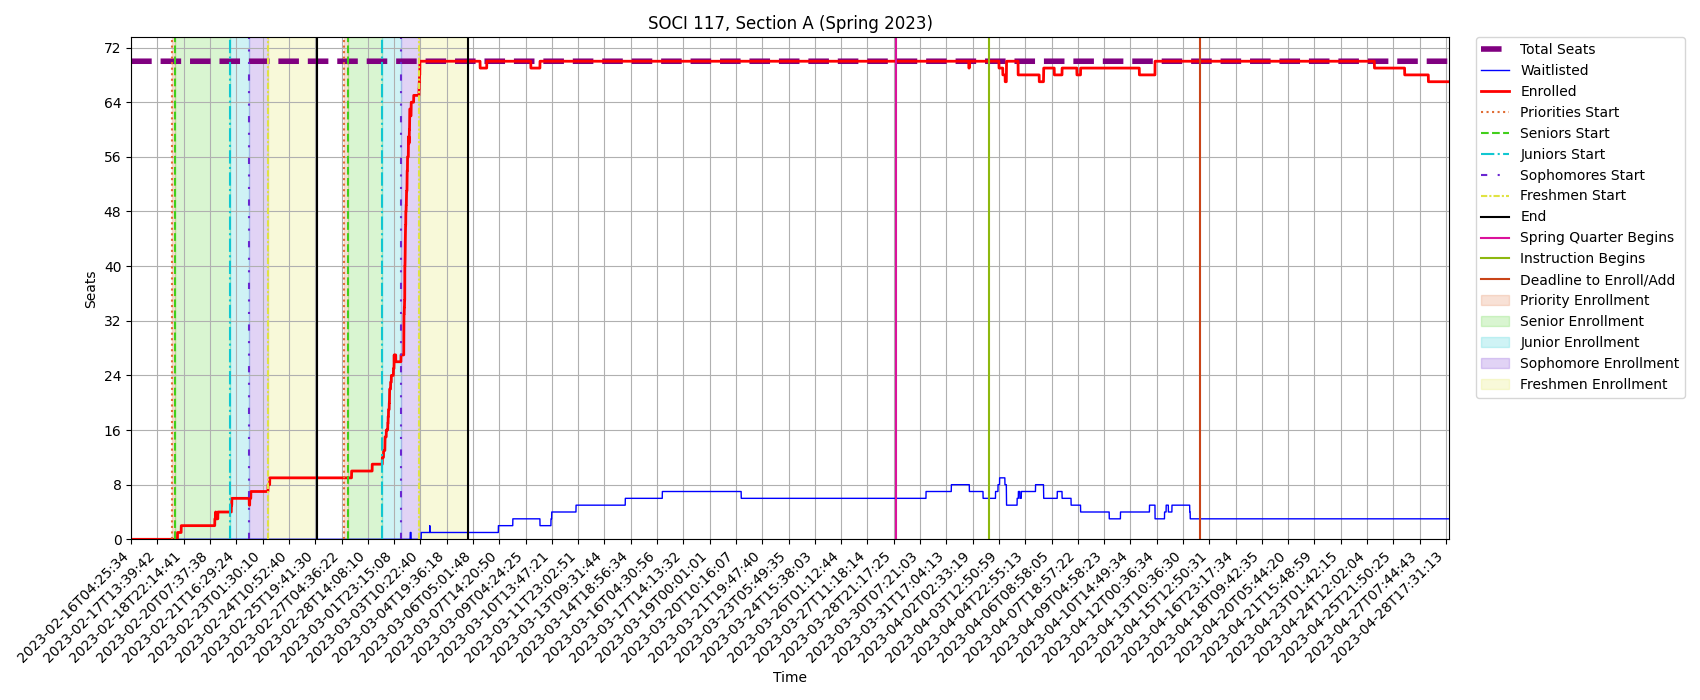 SOCI 117, Section A (Spring 2023)
Seats
72
64
56
48
40
32
24
16
8
0
2023-02-16T04:25:34
2023-02-17T13:39:42
2023-02-18T22:14:41
2023-02-20T07:37:38
2023-02-21T16:29:24
2023-02-23T01:30:10
2023-02-24T10:52:40
2023-02-25T19:41:30
2023-02-27T04:36:22
2023-02-28T14:08:10
2023-03-01T23:15:08
2023-03-03T10:22:40
2023-03-04T19:36:18
2023-03-06T05:01:48
2023-03-07T14:20:50
2023-03-09T04:24:25
2023-03-10T13:47:21
2023-03-11T23:02:51
2023-03-13T09:31:44
2023-03-14T18:56:34
2023-03-16T04:30:56
2023-03-17T14:13:32
2023-03-19T00:01:01
2023-03-20T10:16:07
2023-03-21T19:47:40
2023-03-23T05:49:35
2023-03-24T15:38:03
2023-03-26T01:12:44
2023-03-27T11:18:14
2023-03-28T21:17:25
2023-03-30T07:21:03
2023-03-31T17:04:13
2023-04-02T02:33:19
2023-04-03T12:50:59
2023-04-04T22:55:13
2023-04-06T08:58:05
2023-04-07T18:57:22
2023-04-09T04:58:23
2023-04-10T14:49:34
2023-04-12T00:36:34
2023-04-13T10:36:30
2023-04-15T12:50:31
2023-04-16T23:17:34
2023-04-18T09:42:35
2023-04-20T05:44:20
2023-04-21T15:48:59
2023-04-23T01:42:15
2023-04-24T12:02:04
2023-04-25T21:50:25
2023-04-27T07:44:43
2023-04-28T17:31:13
Time
Total Seats
Waitlisted
Enrolled
Priorities Start
Seniors Start
Juniors Start
Sophomores Start
Freshmen Start
End
Spring Quarter Begins
Instruction Begins
Deadline to Enroll/Add
Priority Enrollment
Senior Enrollment
Junior Enrollment
Sophomore Enrollment
Freshmen Enrollment